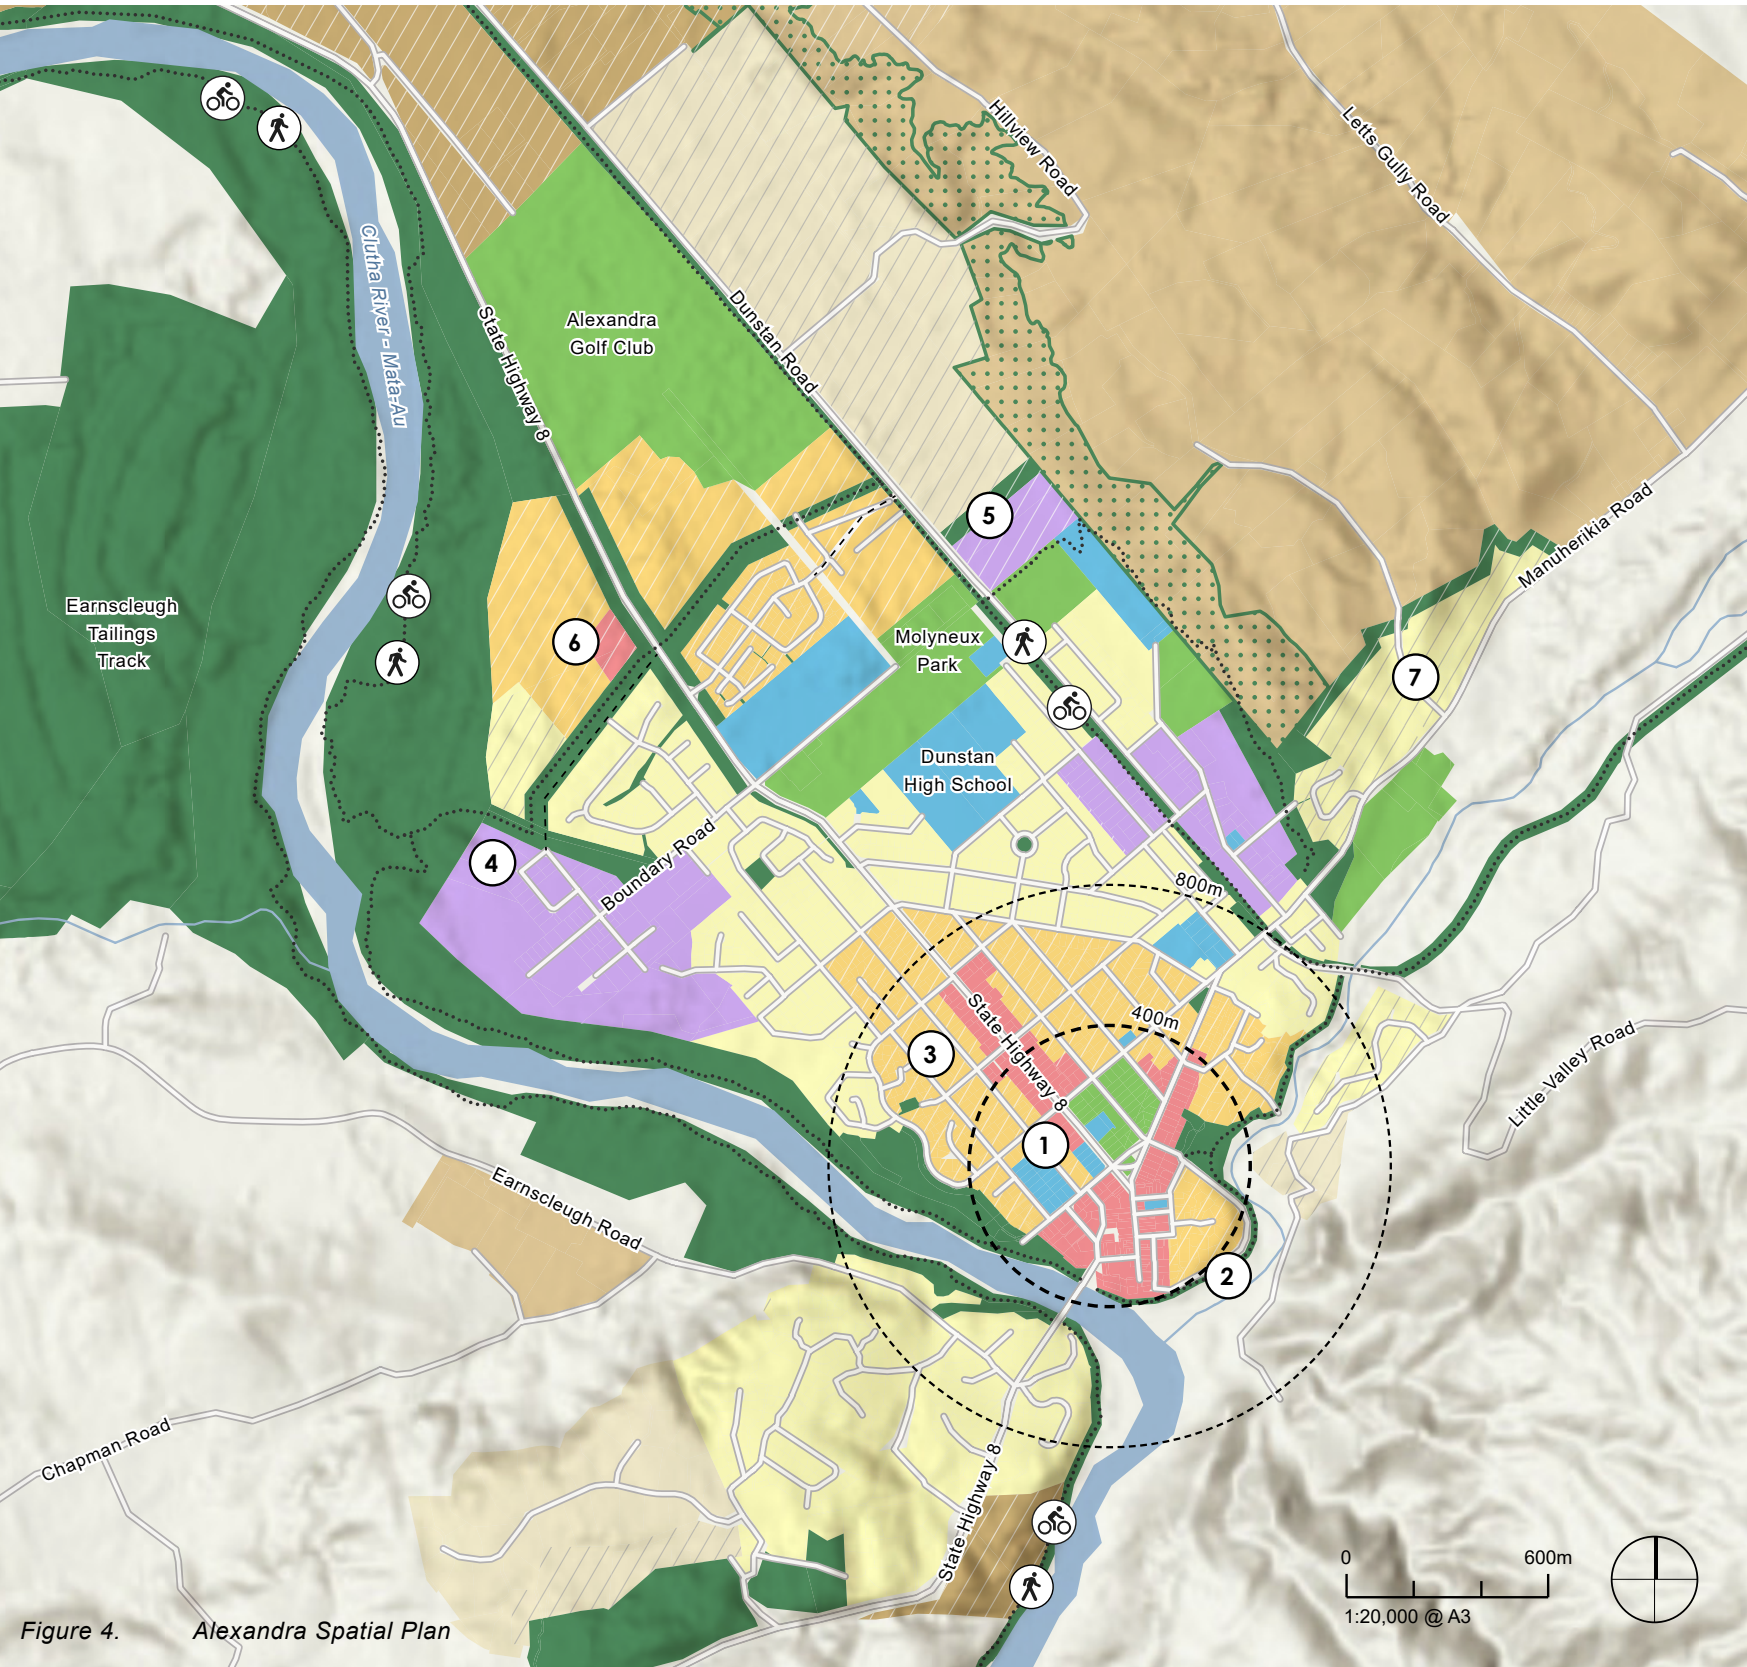 Hillview Road
Letts Gully Road
Clutha River - Mata-Au
State Highway 8
Alexandra
Golf Club
Dunstan Road
Manuherikia Road
5
Earnscleugh
Tailings
Track
6
Molyneux
Park
7
Dunstan
High School
4
Boundary Road
800m
State Highway 8
400m
3
Little Valley Road
1
Earnscleugh Road
2
Chapman Road
State Highway 8
0 600m
1:20,000 @ A3
Figure 4. Alexandra Spatial Plan